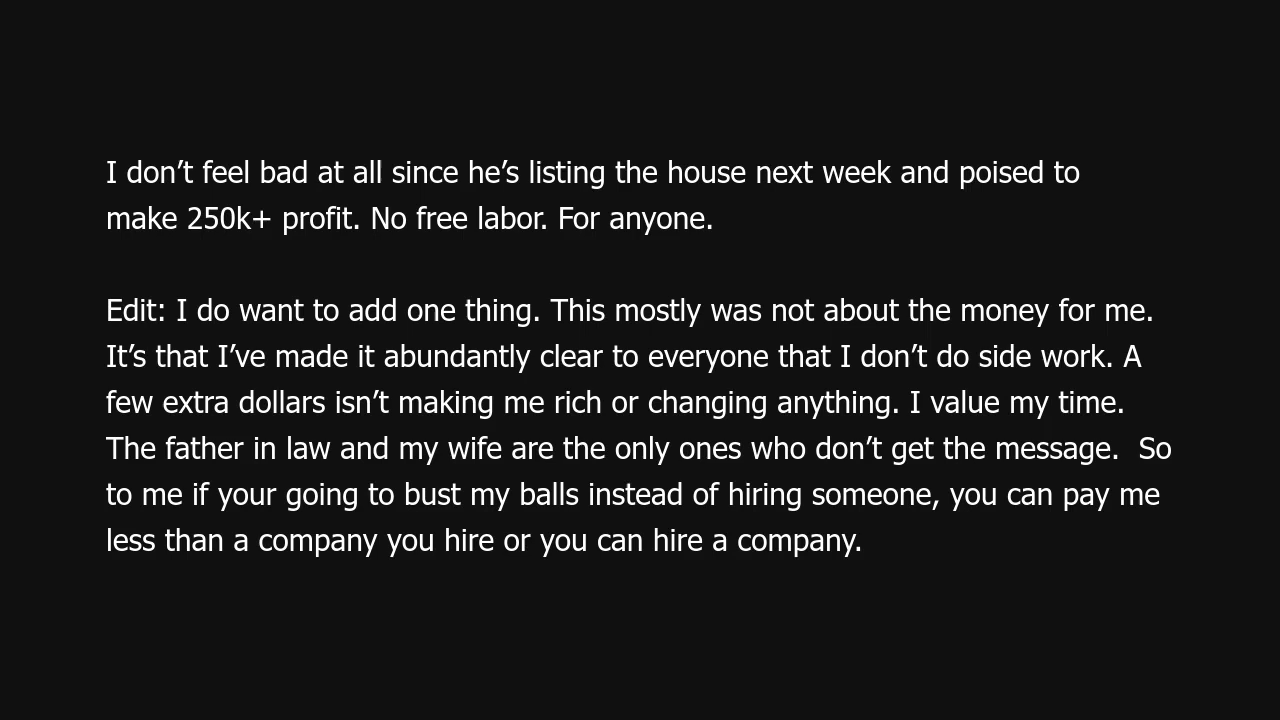 I don’t feel bad at all since he’s listing the house next week and poised to
make 250k+ profit. No free labor. For anyone.
Edit: I do want to add one thing. This mostly was not about the money for me.
It’s that I’ve made it abundantly clear to everyone that I don’t do side work. A
few extra dollars isn’t making me rich or changing anything. I value my time.
The father in law and my wife are the only ones who don’t get the message.  So
to me if your going to bust my balls instead of hiring someone, you can pay me
less than a company you hire or you can hire a company.